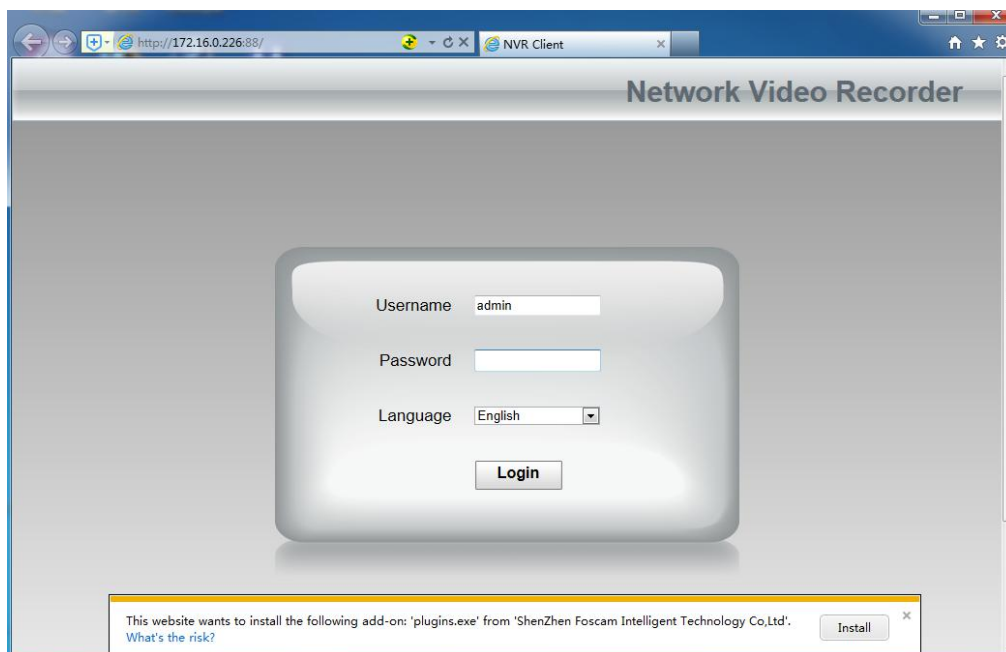 http://172.16.0.226:88/
NVR Client
Network Video Recorder
Username admin
Password
Language English
Login
This website wants to install the following add-on: 'plugins.exe' from 'ShenZhen Foscam Intelligent Technology Co,Ltd'.
What's the risk?
Install